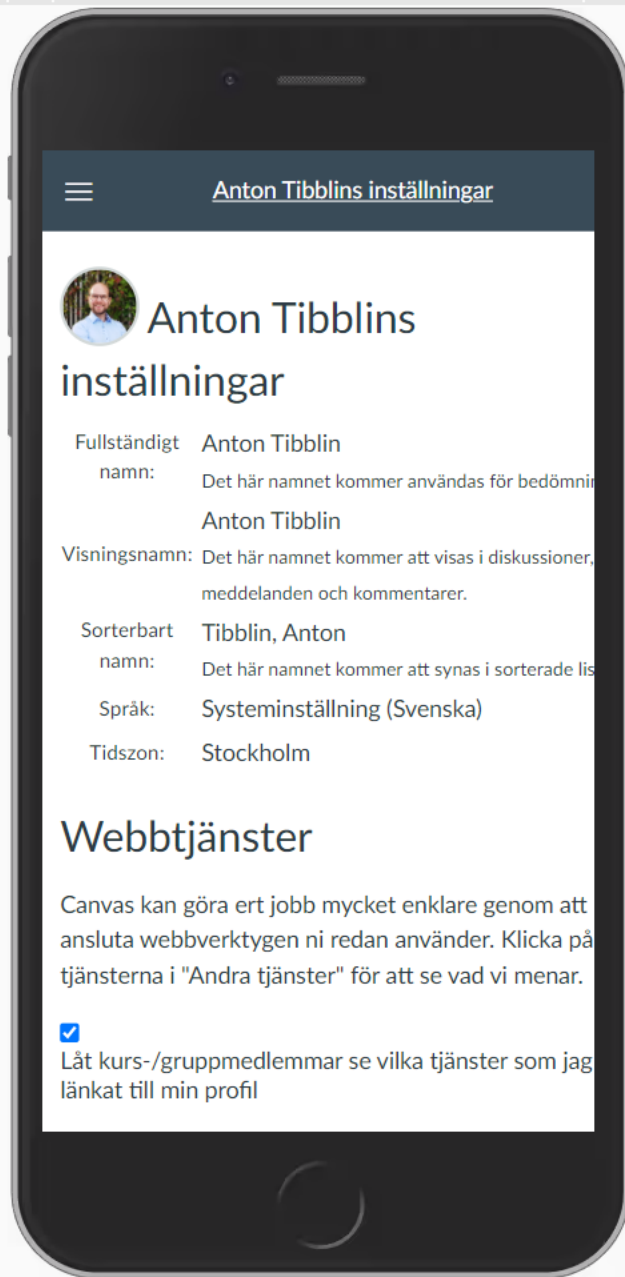 Anton Tibblins inställningar
Anton Tibblins
inställningar
Fullständigt namn:
Anton Tibblin
Det här namnet kommer användas för
Visningsnamn:
Anton Tibblin
Det här namnet kommer att visas i diskussioner,
meddelanden och kommentarer.
Sorterbart namn:
Tibblin, Anton
Det här namnet kommer att synas i sorterade
Språk:
Systeminställning (Svenska)
Tidszon:
Stockholm
Webbtjänster
Canvas kan göra ert jobb mycket enklare genom att
ansluta webbverktygen ni redan använder. Klicka på
tjänsterna i "Andra tjänster" för att se vad vi menar.
Låt kurs-/gruppmedlemmar se vilka tjänster som jag
länkat till min profil